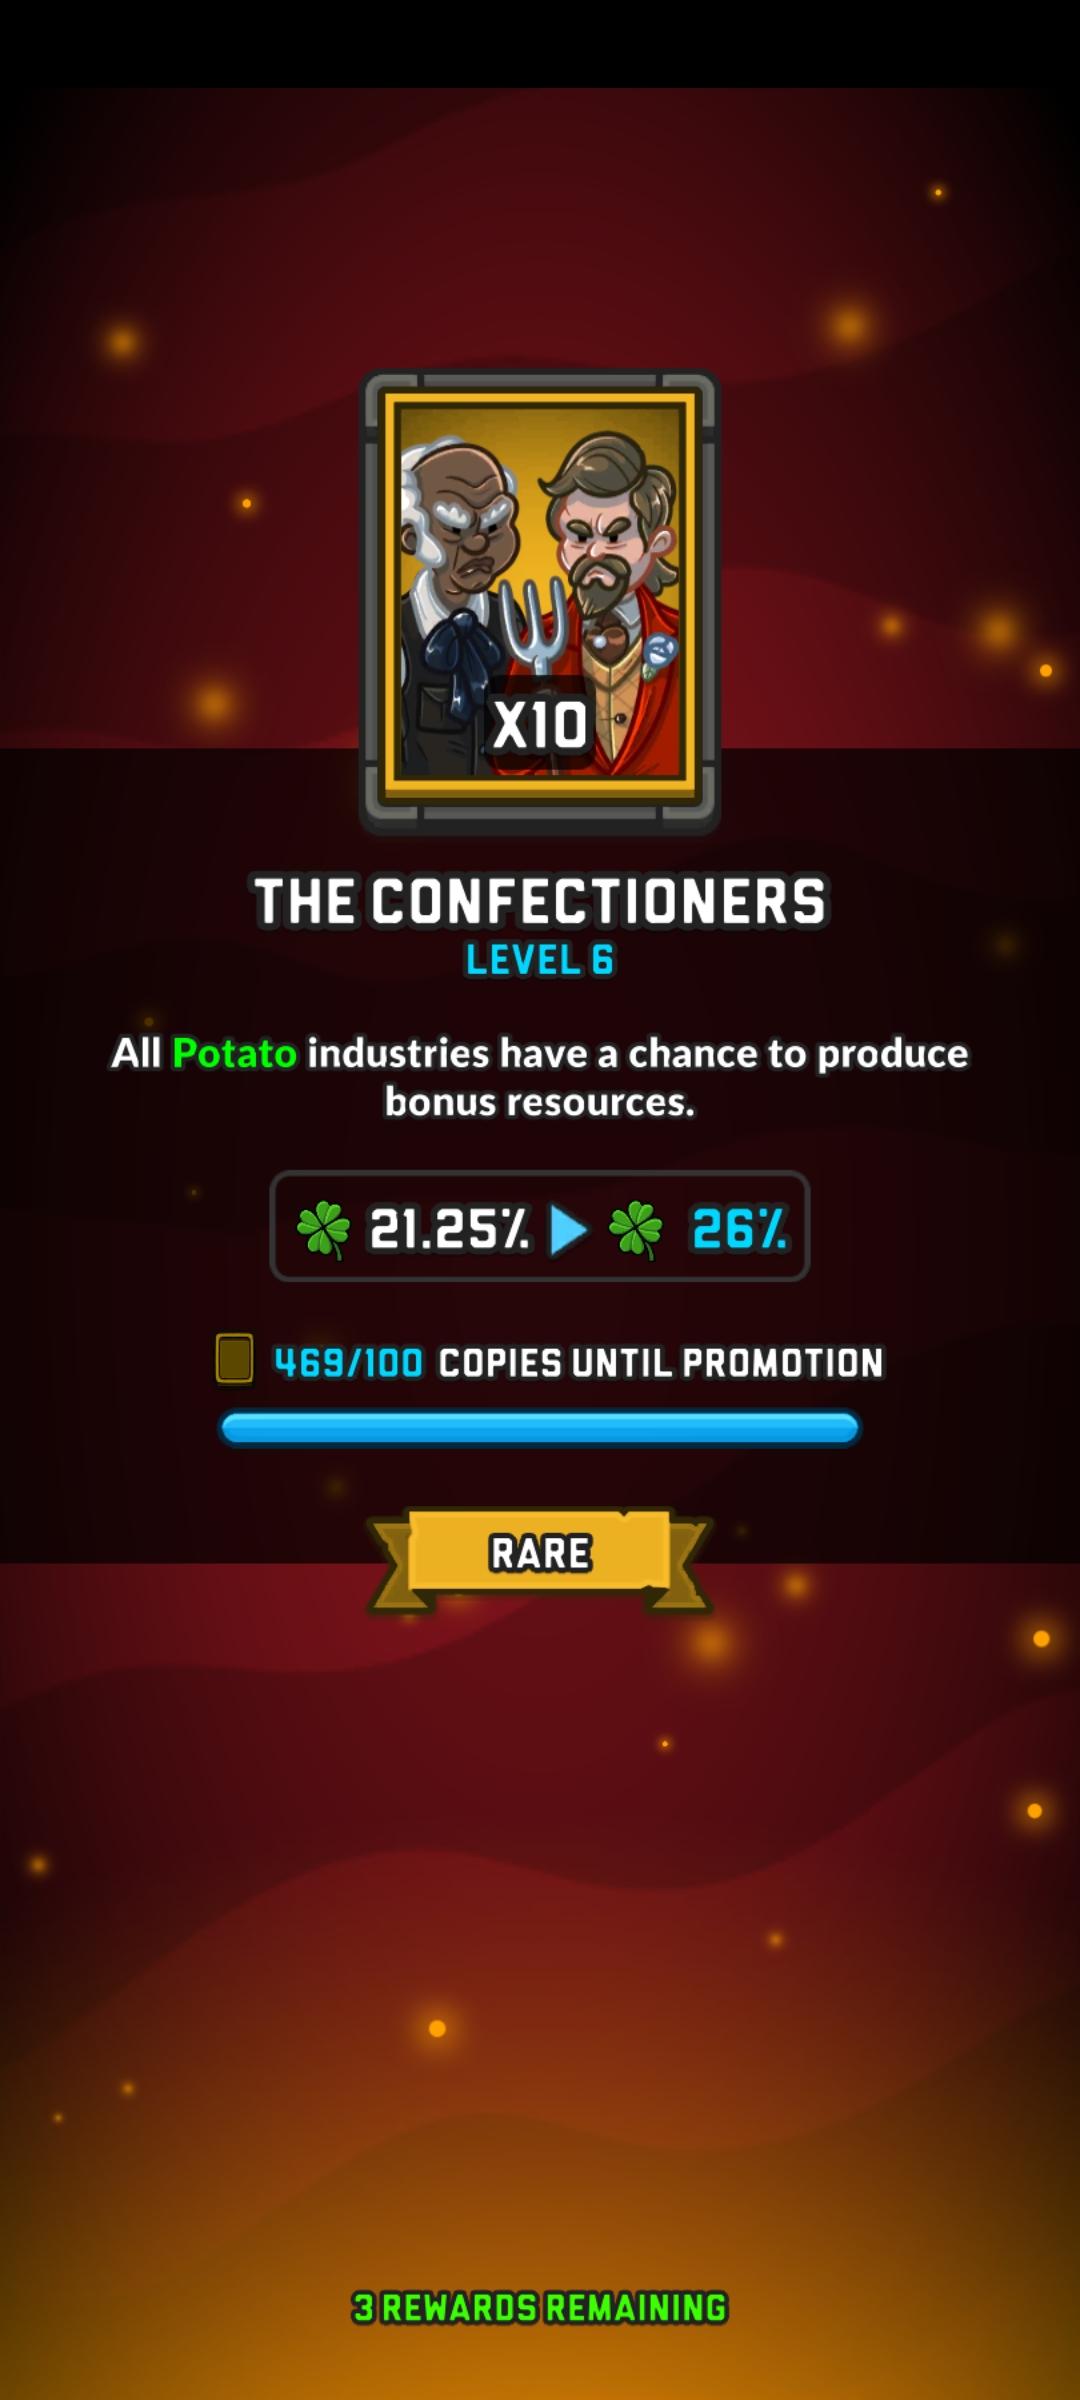 X10
THE CONFECTIONERS
LEVEL 6
All Potato industries have a chance to produce
bonus resources.
21.25% 26%
469/100 COPIES UNTIL PROMOTION
RARE
3 REWARDS REMAINING